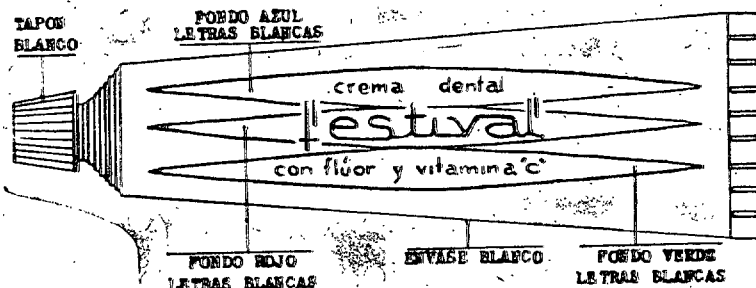 TAPON
BLANCO
FONDO AZUL
LETRAS BLANCAS
crema dental
festival
con flúor y vitamina "c"
FONDO ROJO
LETRAS BLANCAS
ENVASE BLANCO
FONDO VERDE
LETRAS BLANCAS